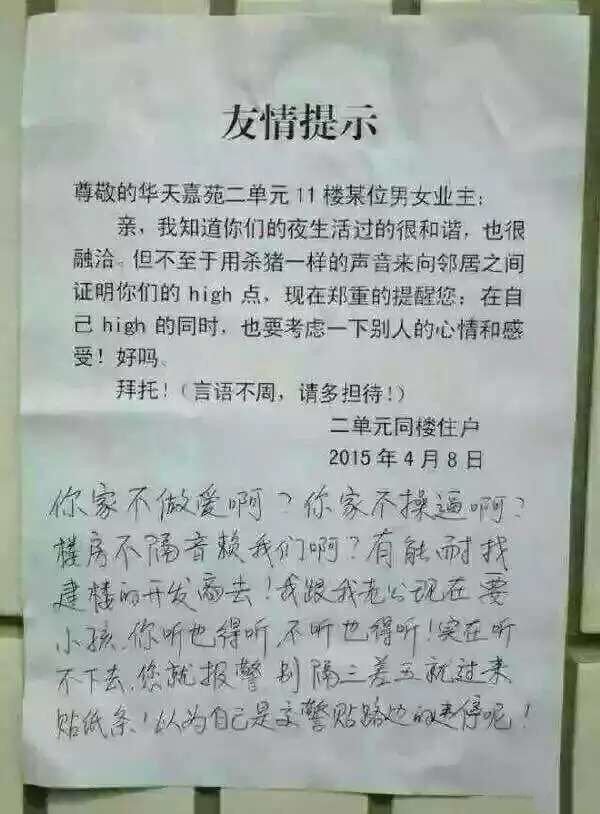 友情提示
尊敬的华天嘉苑二单元11楼某位男女业主：
亲，我知道你们的夜生活过的很和谐，也很
融洽。但不至于用杀猪一样的声音来向邻居之间
证明你们的 high 点，现在郑重的提醒您：在自
己 high 的同时，也要考虑一下别人的心情和感
受！好吗。
拜托！（言语不周，请多担待！）
二单元同楼住户
2015年4月8日
你家不做爱啊？你家不操逼啊？
楼房不隔音赖我们啊？有能耐找
建楼的开发商去！我跟我老公现在要
小孩，你听也得听，不听也得听！实在听
不下去，您就报警 别隔三差五就过来
贴纸条！以为自己是交警贴路边的违停呢！